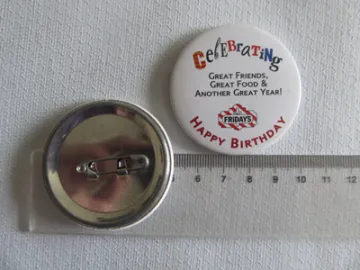 CeLEBRATiNG
GREAT FRIENDS,
GREAT FOOD &
ANOTHER GREAT YEAR!
FRIDAYS
HAPPY BIRTHDAY
6 7 8 9 10 11 12